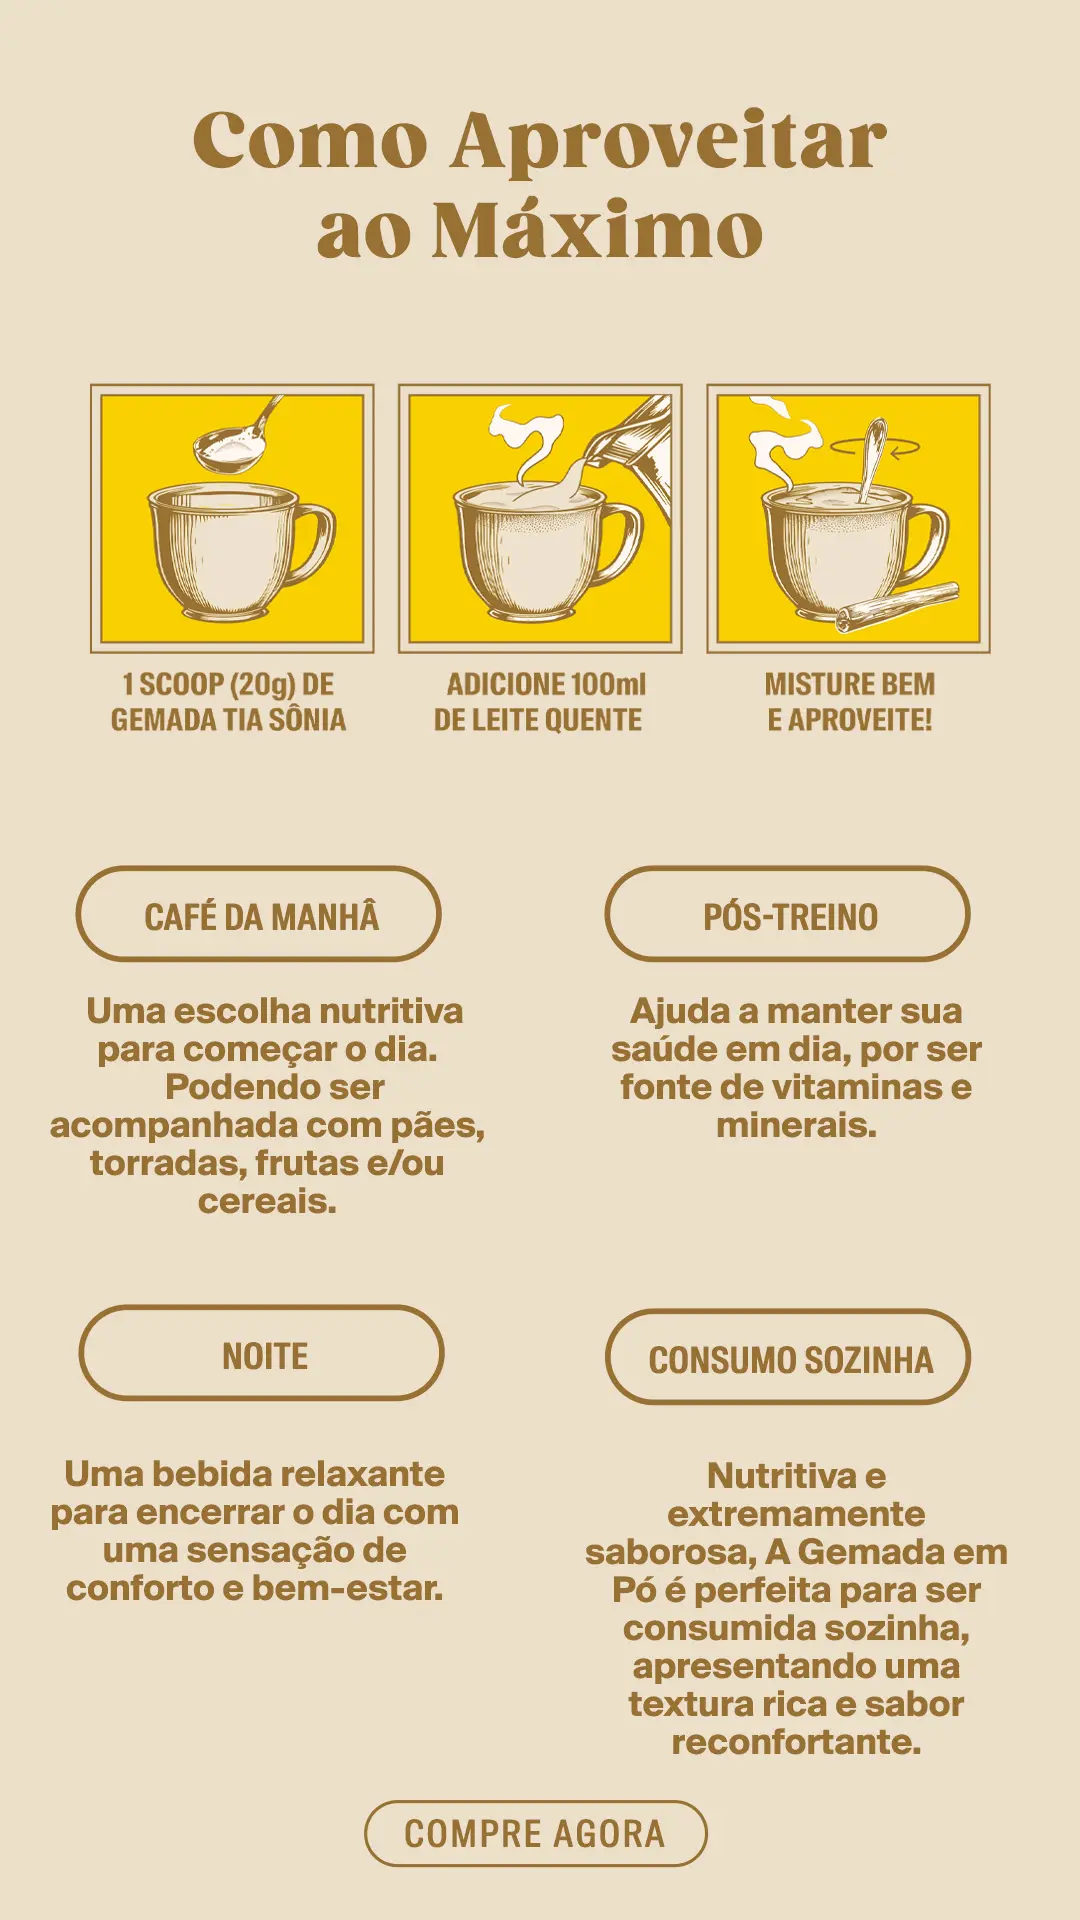 Como Aproveitar
ao Máximo
1 SCOOP (20g) DE
GEMADA TIA SÔNIA
ADICIONE 100ml
DE LEITE QUENTE
MISTURE BEM
E APROVEITE!
CAFÉ DA MANHÂ
Uma escolha nutritiva
para começar o dia.
Podendo ser
acompanhada com pães,
torradas, frutas e/ou
cereais.
PÓS-TREINO
Ajuda a manter sua
saúde em dia, por ser
fonte de vitaminas e
minerais.
NOITE
Uma bebida relaxante
para encerrar o dia com
uma sensação de
conforto e bem-estar.
CONSUMO SOZINHA
Nutritiva e
extremamente
saborosa, A Gemada em
Pó é perfeita para ser
consumida sozinha,
apresentando uma
textura rica e sabor
reconfortante.
COMPRE AGORA